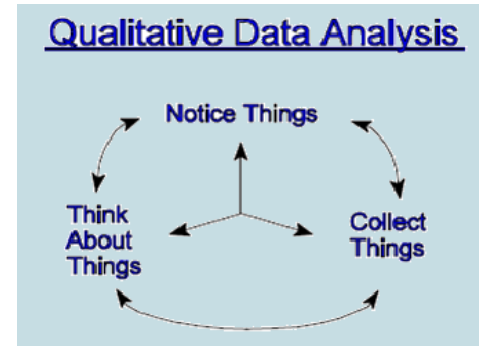 Qualitative Data Analysis
Notice Things
Think
About
Things
Collect
Things